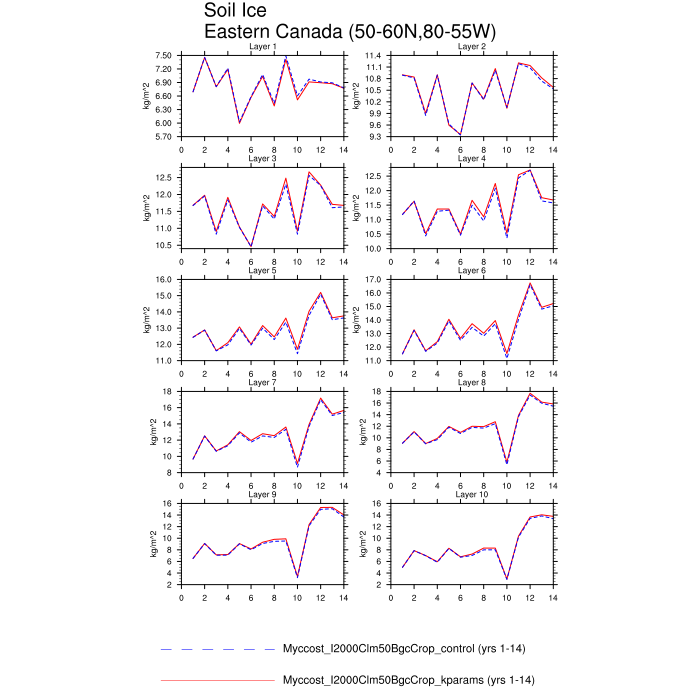 Soil Ice
Eastern Canada (50-60N,80-55W)
Layer 1
Layer 2
kg/m^2
7.50
7.20
6.90
6.60
6.30
6.00
5.70
0 2 4 6 8 10 12 14
kg/m^2
11.4
11.1
10.8
10.5
10.2
9.9
9.6
9.3
0 2 4 6 8 10 12 14
Layer 3
Layer 4
kg/m^2
12.5
12.0
11.5
11.0
10.5
0 2 4 6 8 10 12 14
kg/m^2
12.5
12.0
11.5
11.0
10.5
10.0
0 2 4 6 8 10 12 14
Layer 5
Layer 6
kg/m^2
16.0
15.0
14.0
13.0
12.0
11.0
0 2 4 6 8 10 12 14
kg/m^2
17.0
16.0
15.0
14.0
13.0
12.0
11.0
0 2 4 6 8 10 12 14
Layer 7
Layer 8
kg/m^2
18
16
14
12
10
8
0 2 4 6 8 10 12 14
kg/m^2
18
16
14
12
10
8
6
4
0 2 4 6 8 10 12 14
Layer 9
Layer 10
kg/m^2
16
14
12
10
8
6
4
2
0 2 4 6 8 10 12 14
kg/m^2
16
14
12
10
8
6
4
2
0 2 4 6 8 10 12 14
Myccost_I2000Clm50BgcCrop_control (yrs 1-14)
Myccost_I2000Clm50BgcCrop_kparams (yrs 1-14)